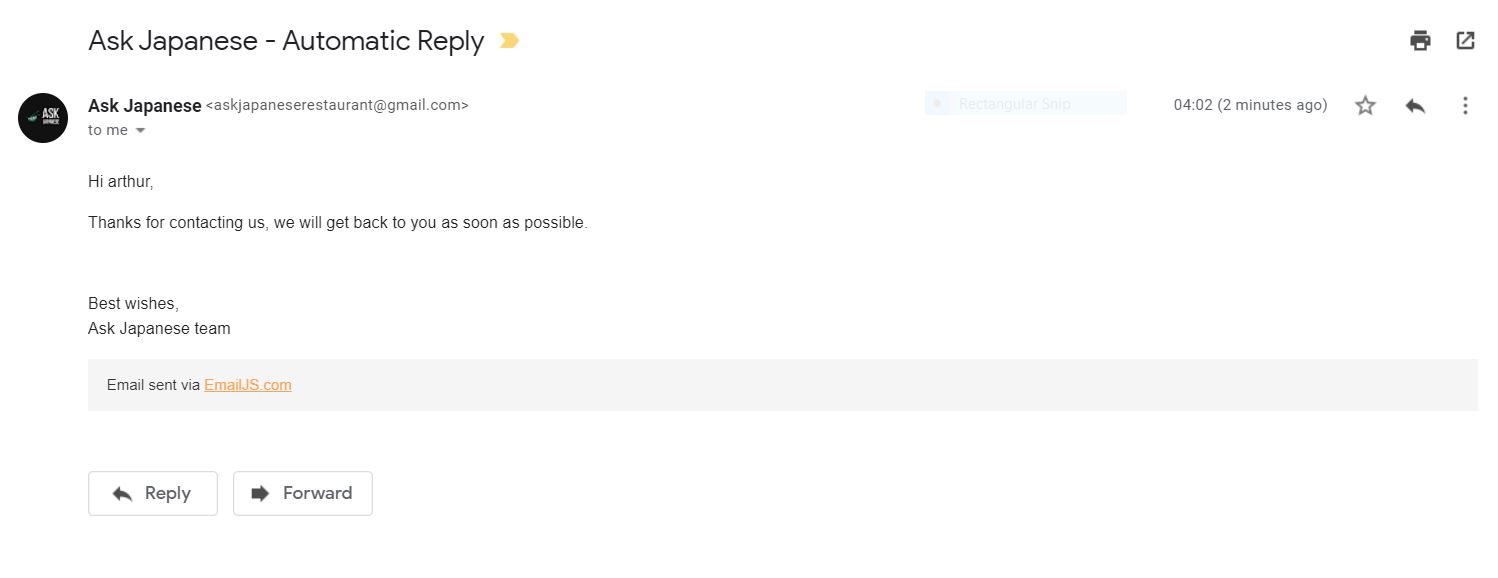 Ask Japanese - Automatic Reply
ASK
JAPANESE
Ask Japanese <askjapaneserestaurant@gmail.com>
Rectangular Snip
04:02 (2 minutes ago)
to me
Hi arthur,
Thanks for contacting us, we will get back to you as soon as possible.
Best wishes,
Ask Japanese team
Email sent via EmailJS.com
Reply
Forward